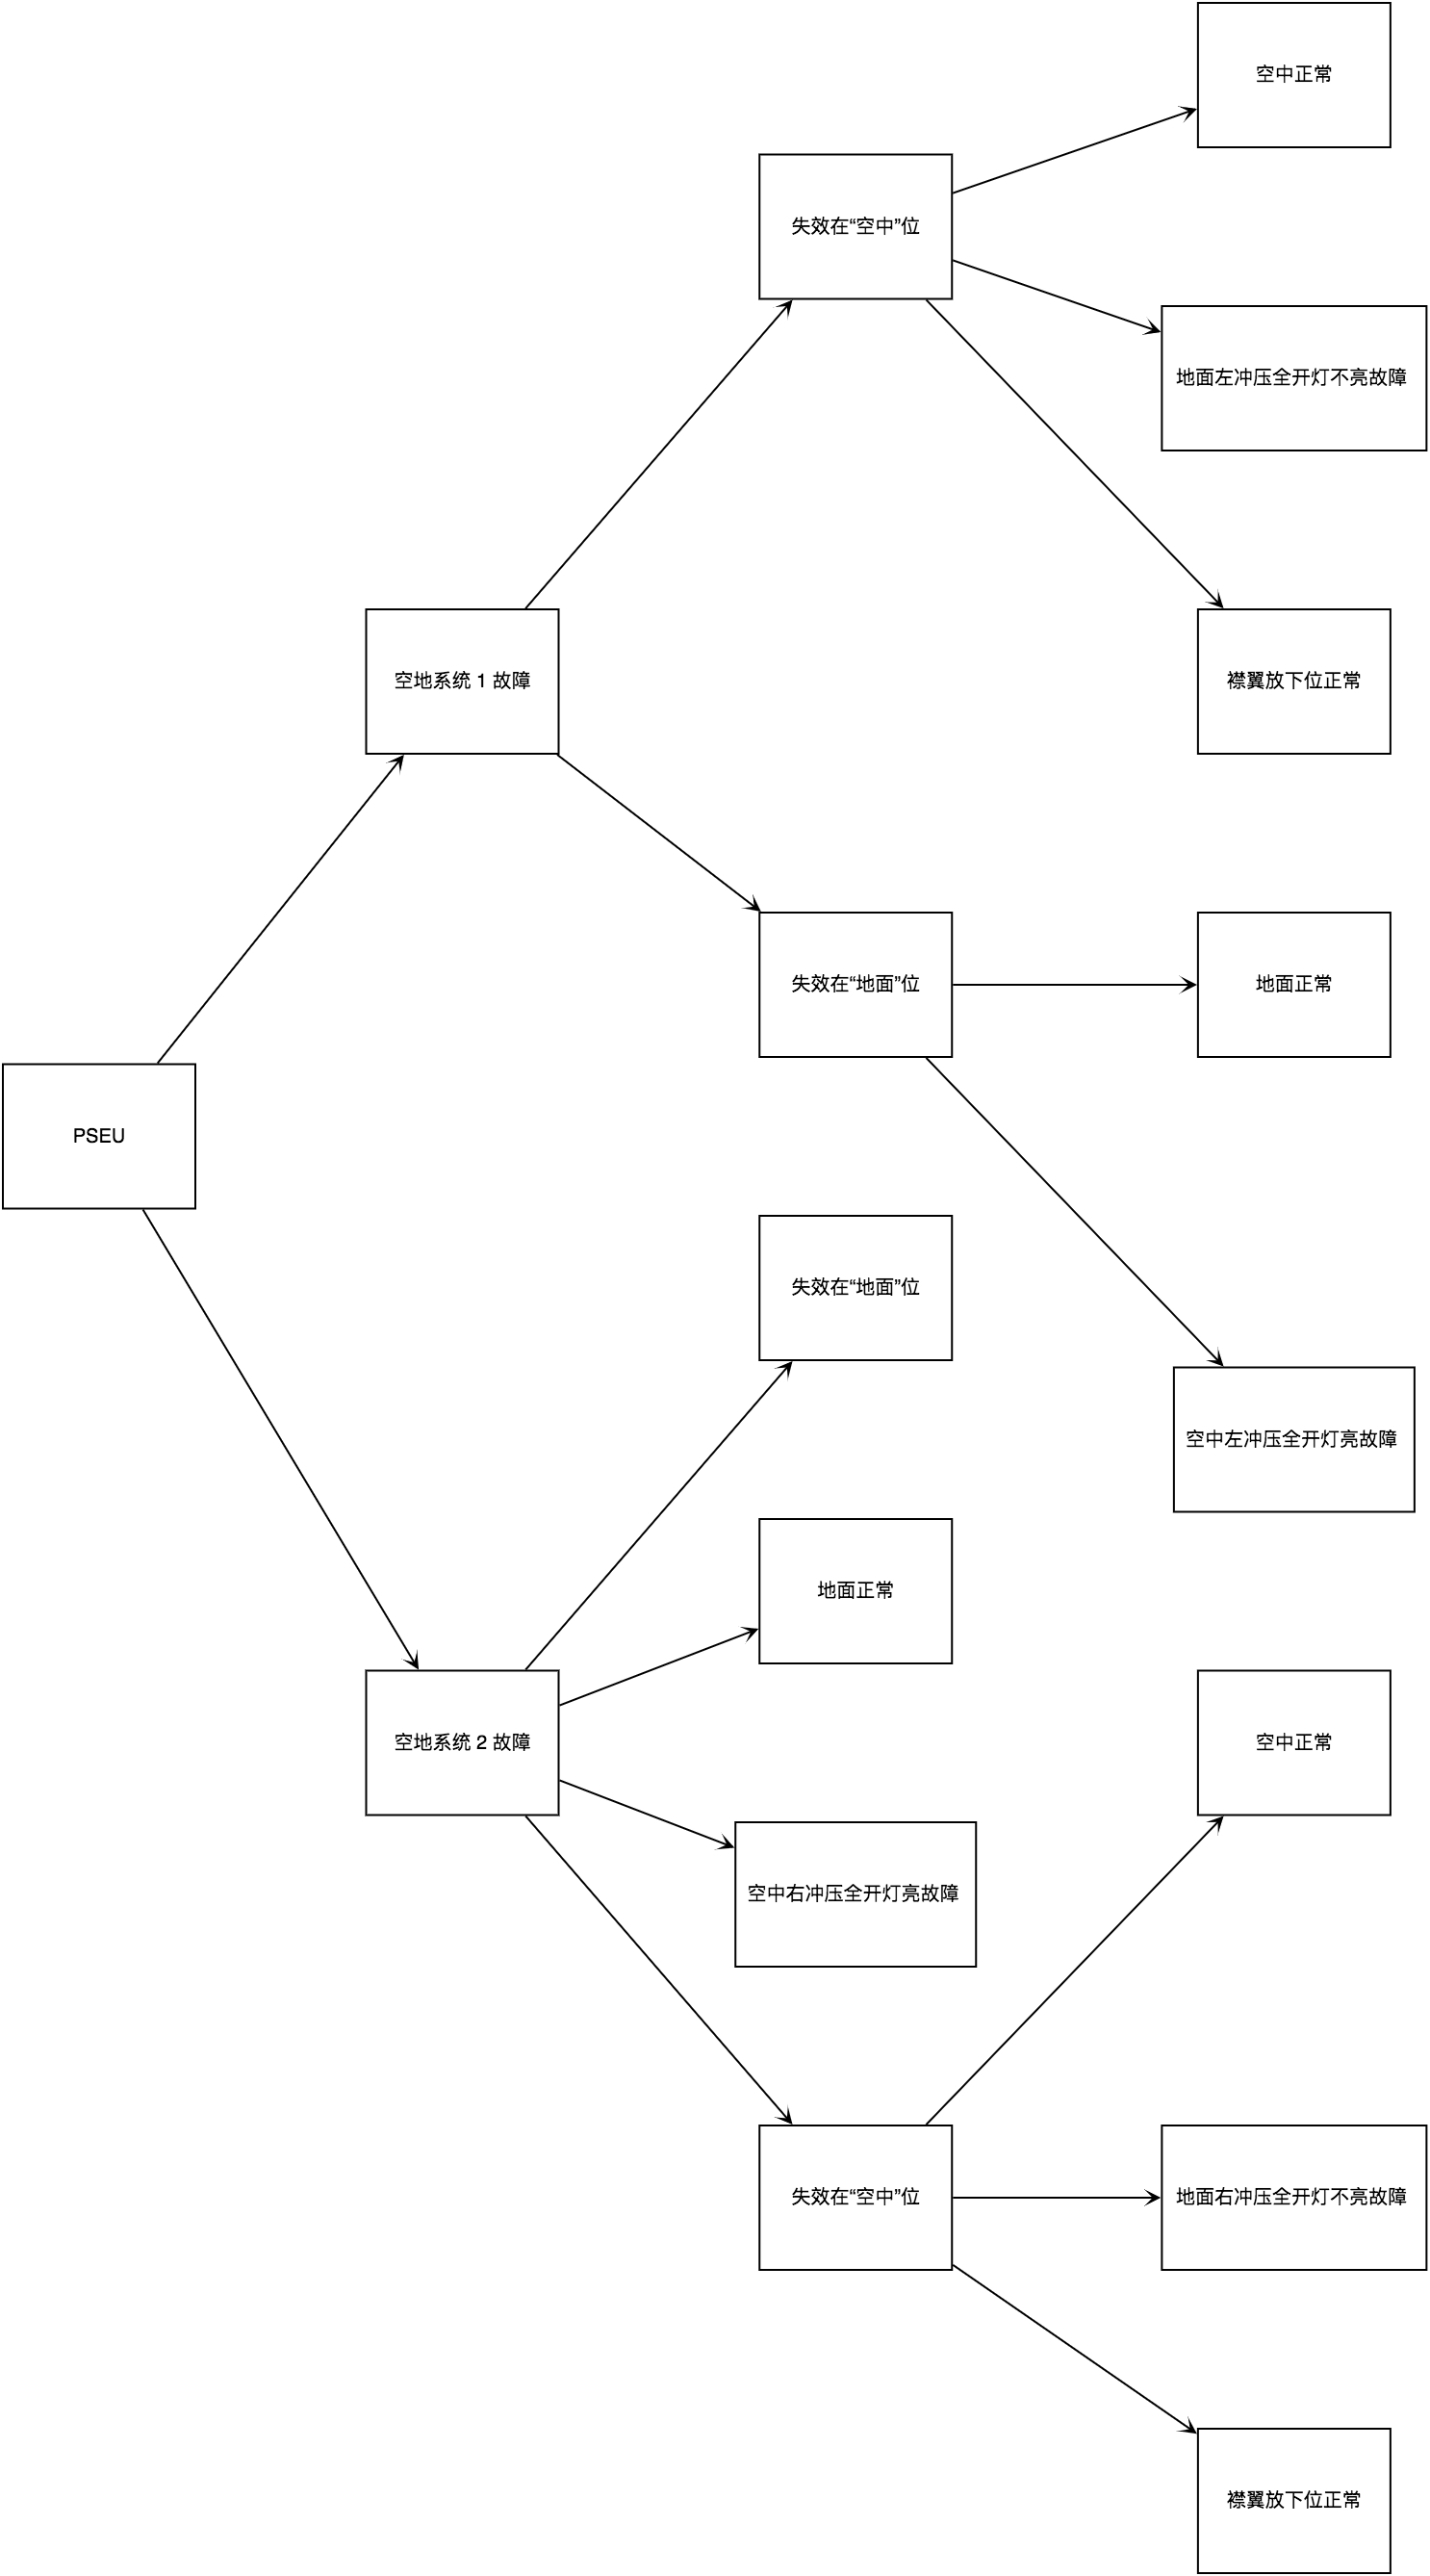 空中正常
失效在“空中”位
地面左冲压全开灯不亮故障
空地系统 1 故障
襟翼放下位正常
失效在“地面”位
地面正常
PSEU
失效在“地面”位
空中左冲压全开灯亮故障
地面正常
空地系统 2 故障
空中正常
空中右冲压全开灯亮故障
失效在“空中”位
地面右冲压全开灯不亮故障
襟翼放下位正常